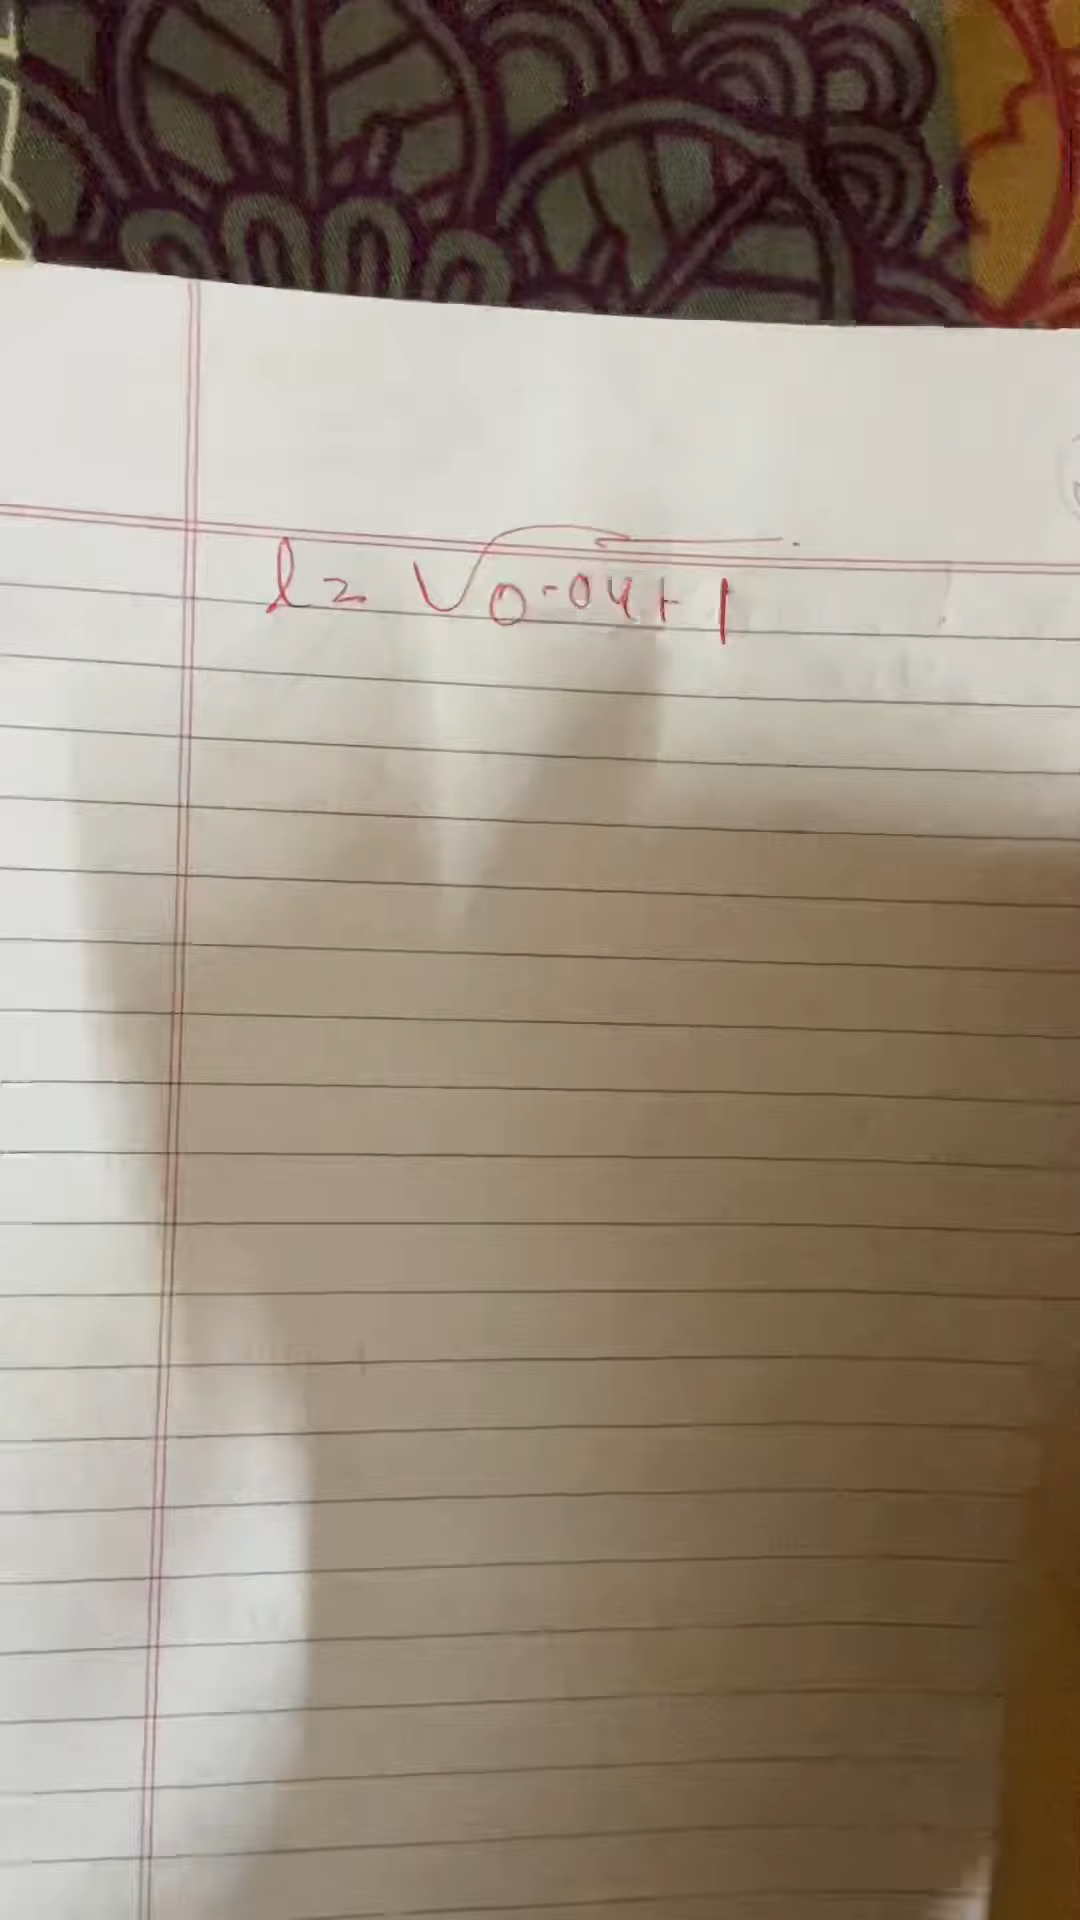 l = √0.04+1